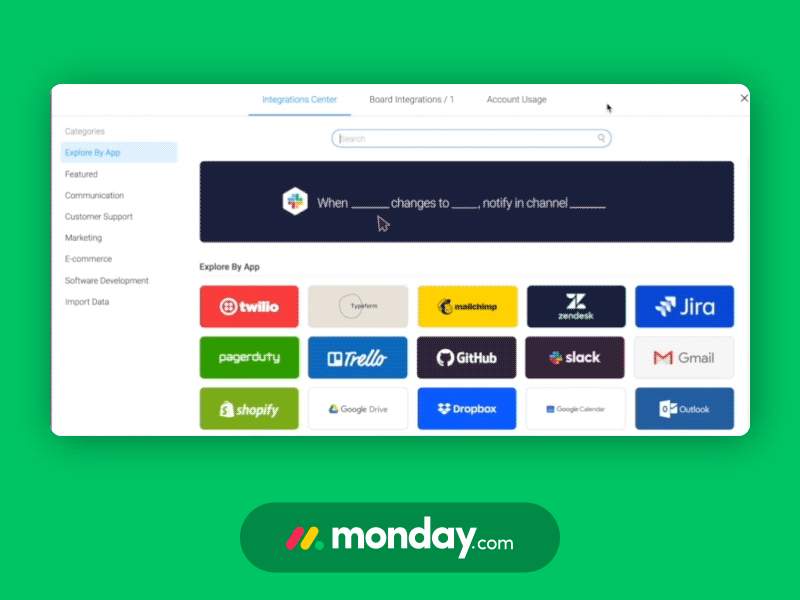 Integrations Center Board Integrations / 1 Account Usage
Search
Categories
Explore By App
Featured
Communication
Customer Support
Marketing
E-commerce
Software Development
Import Data
When ______ changes to ____, notify in channel ______
Explore By App
twilio Typeform mailchimp zendesk Jira
pagerduty Trello GitHub slack Gmail
shopify Google Drive Dropbox Google Calendar Outlook
monday.com